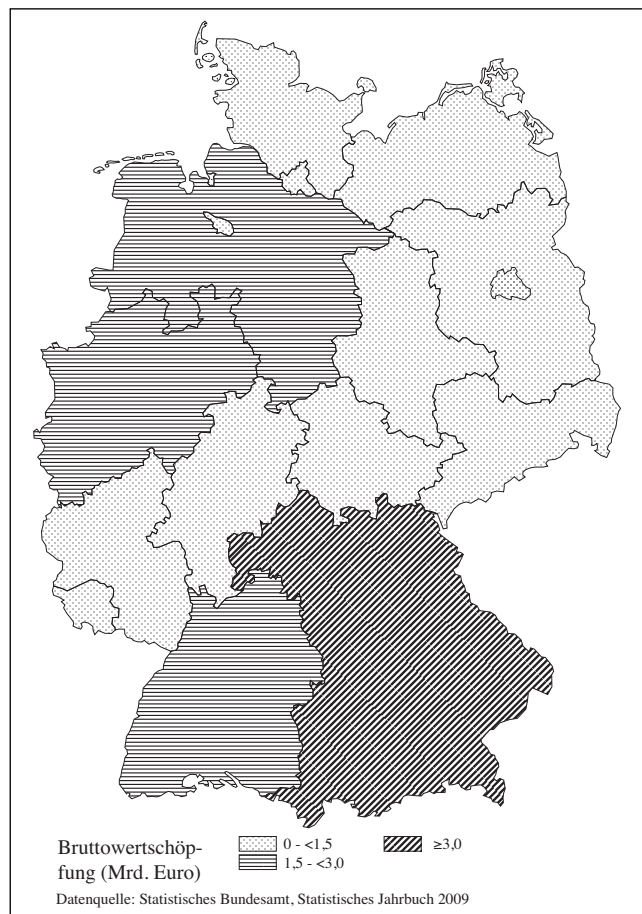 Bruttowertschöp-
fung (Mrd. Euro)
0 - <1,5
1,5 - <3,0
≥3,0
Datenquelle: Statistisches Bundesamt, Statistisches Jahrbuch 2009